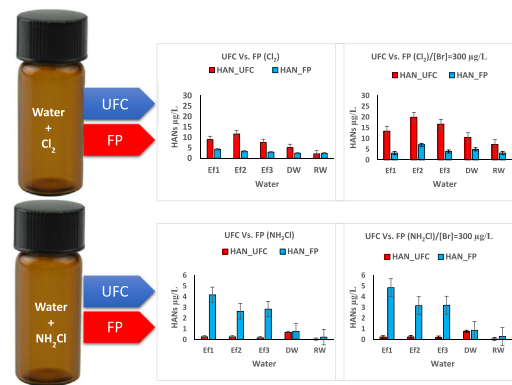 Water
+
Cl₂
UFC
FP
UFC Vs. FP (Cl₂)
HAN_UFC HAN_FP
HANs µg/L
30
25
20
15
10
5
0
Ef1 Ef2 Ef3 DW RW
Water
UFC Vs. FP (Cl₂)/[Br]=300 µg/L
HAN_UFC HAN_FP
HANs µg/L
30
25
20
15
10
5
0
Ef1 Ef2 Ef3 DW RW
Water
Water
+
NH₂Cl
UFC
FP
UFC Vs. FP (NH₂Cl)
HAN_UFC HAN_FP
HANs µg/L
6
5
4
3
2
1
0
Ef1 Ef2 Ef3 DW RW
Water
UFC Vs. FP (NH₂Cl)/[Br]=300 µg/L
HAN_UFC HAN_FP
HANs µg/L
6
5
4
3
2
1
0
Ef1 Ef2 Ef3 DW RW
Water